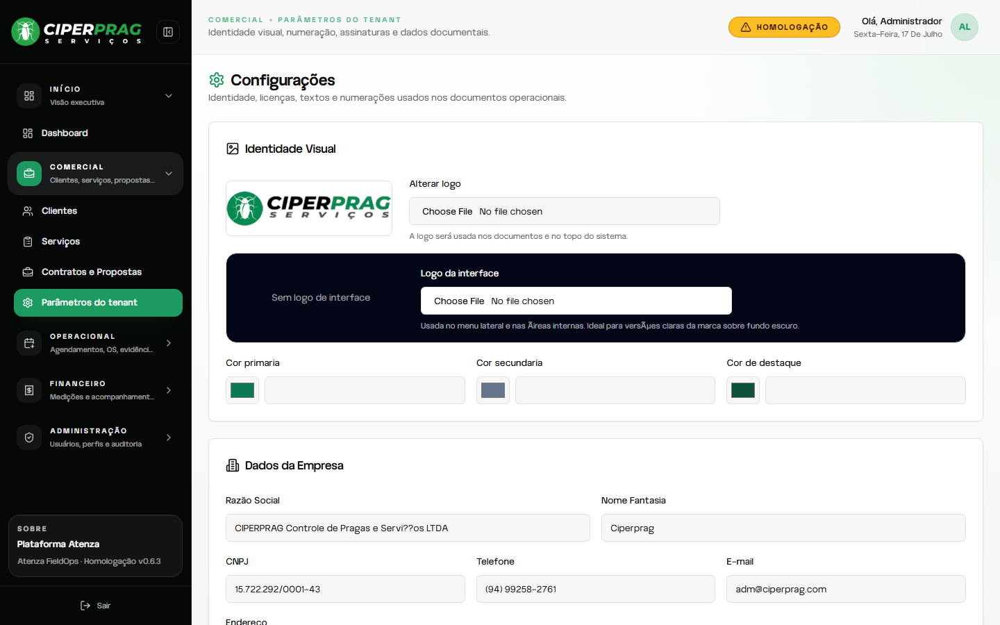 CIPERPRAG
SERVIÇOS
INÍCIO
Visão executiva
Dashboard
COMERCIAL
Clientes, serviços, propostas...
Clientes
Serviços
Contratos e Propostas
Parâmetros do tenant
OPERACIONAL
Agendamentos, OS, evidênci...
FINANCEIRO
Medições e acompanhament...
ADMINISTRAÇÃO
Usuários, perfis e auditoria
SOBRE
Plataforma Atenza
Atenza FieldOps · Homologação v0.6.3
Sair
COMERCIAL • PARÂMETROS DO TENANT
Identidade visual, numeração, assinaturas e dados documentais.
HOMOLOGAÇÃO
Olá, Administrador
Sexta-Feira, 17 De Julho
AL
Configurações
Identidade, licenças, textos e numerações usados nos documentos operacionais.
Identidade Visual
CIPERPRAG
SERVIÇOS
Alterar logo
Choose File No file chosen
A logo será usada nos documentos e no topo do sistema.
Sem logo de interface
Logo da interface
Choose File No file chosen
Usada no menu lateral e nas Ãreas internas. Ideal para versÃµes claras da marca sobre fundo escuro.
Cor primaria
Cor secundaria
Cor de destaque
Dados da Empresa
Razão Social
Nome Fantasia
CIPERPRAG Controle de Pragas e Servi??os LTDA
Ciperprag
CNPJ
Telefone
E-mail
15.722.292/0001-43
(94) 99258-2761
adm@ciperprag.com
Endereço